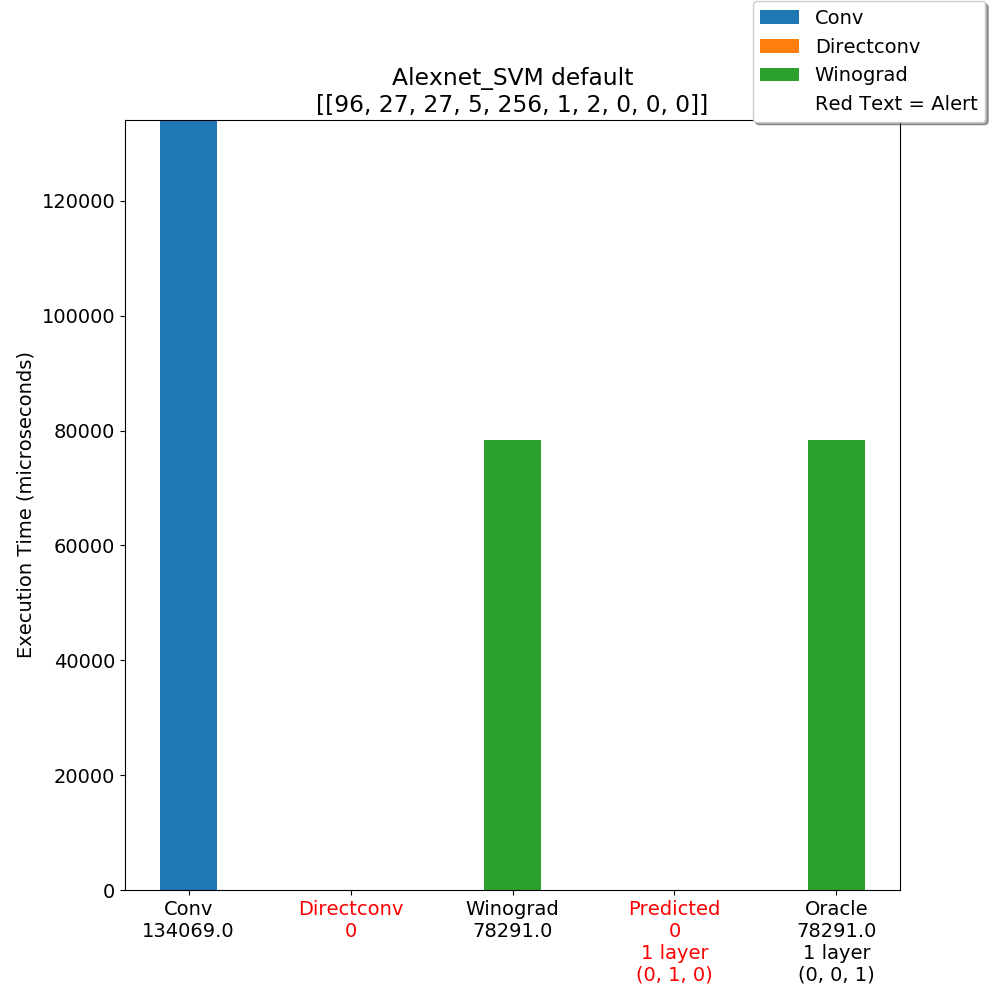 Conv
Directconv
Winograd
Red Text = Alert
Alexnet_SVM default
[[96, 27, 27, 5, 256, 1, 2, 0, 0, 0]]
Execution Time (microseconds)
120000
100000
80000
60000
40000
20000
0
Conv
134069.0
Directconv
0
Winograd
78291.0
Predicted
0
1 layer
(0, 1, 0)
Oracle
78291.0
1 layer
(0, 0, 1)